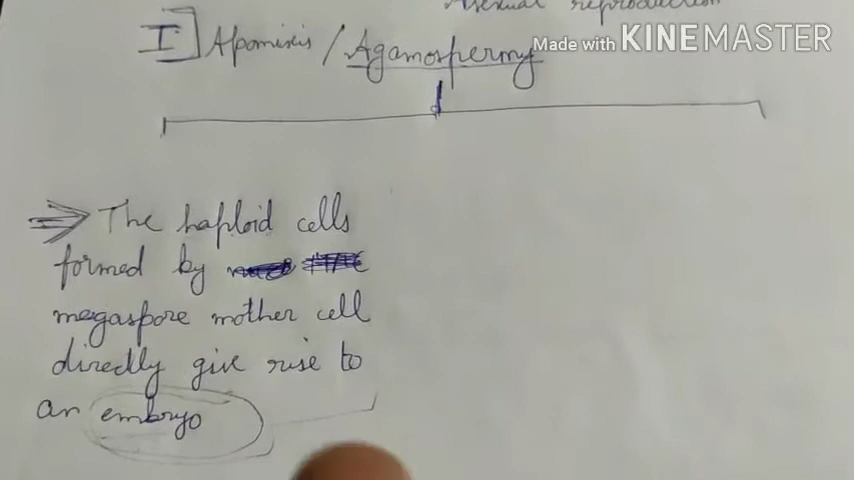 Asexual reproduction
I] Apomixis / Agamospermy
Made with KINEMASTER
⇒ The haploid cells
formed by
megaspore mother cell
directly give rise to
an embryo